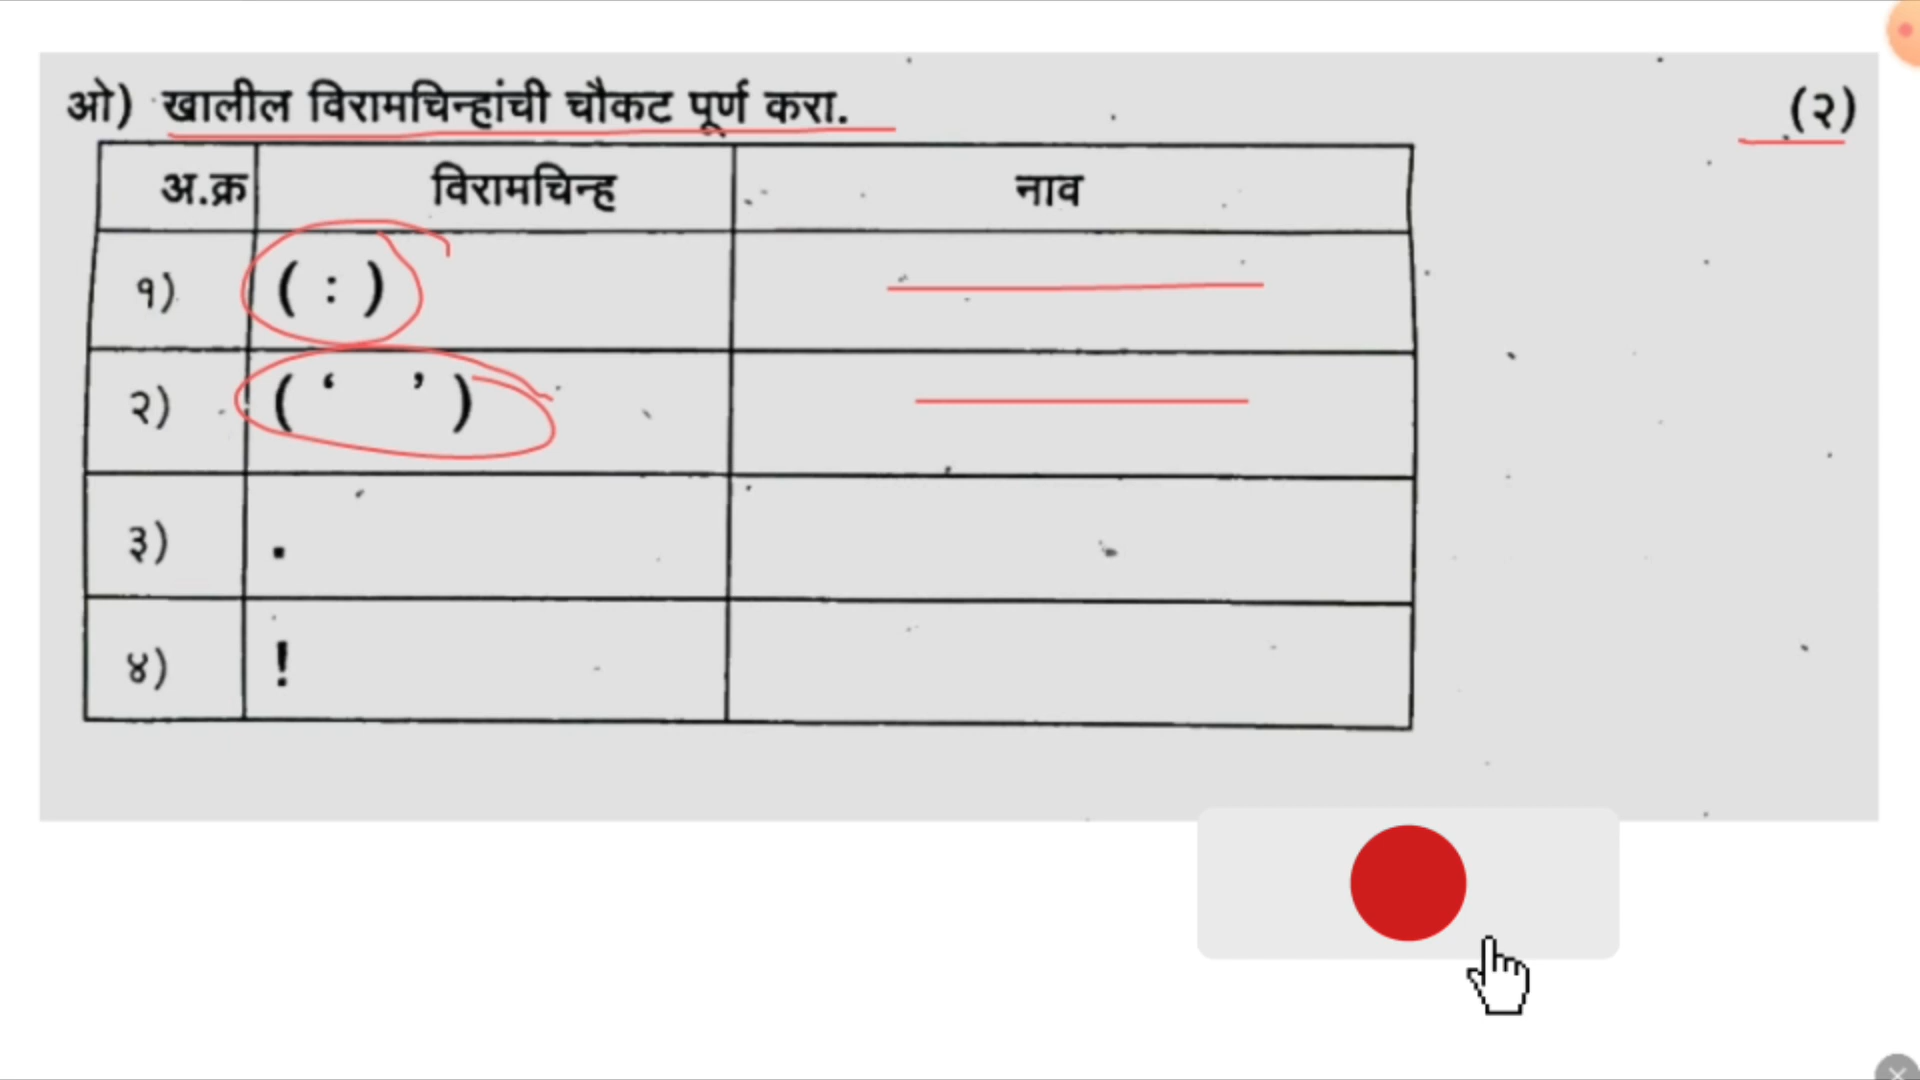 ओ) खालील विरामचिन्हांची चौकट पूर्ण करा. (२)
अ.क्र विरामचिन्ह नाव
१) ( : )
२) ( ‘ ’ )
३) .
४) !